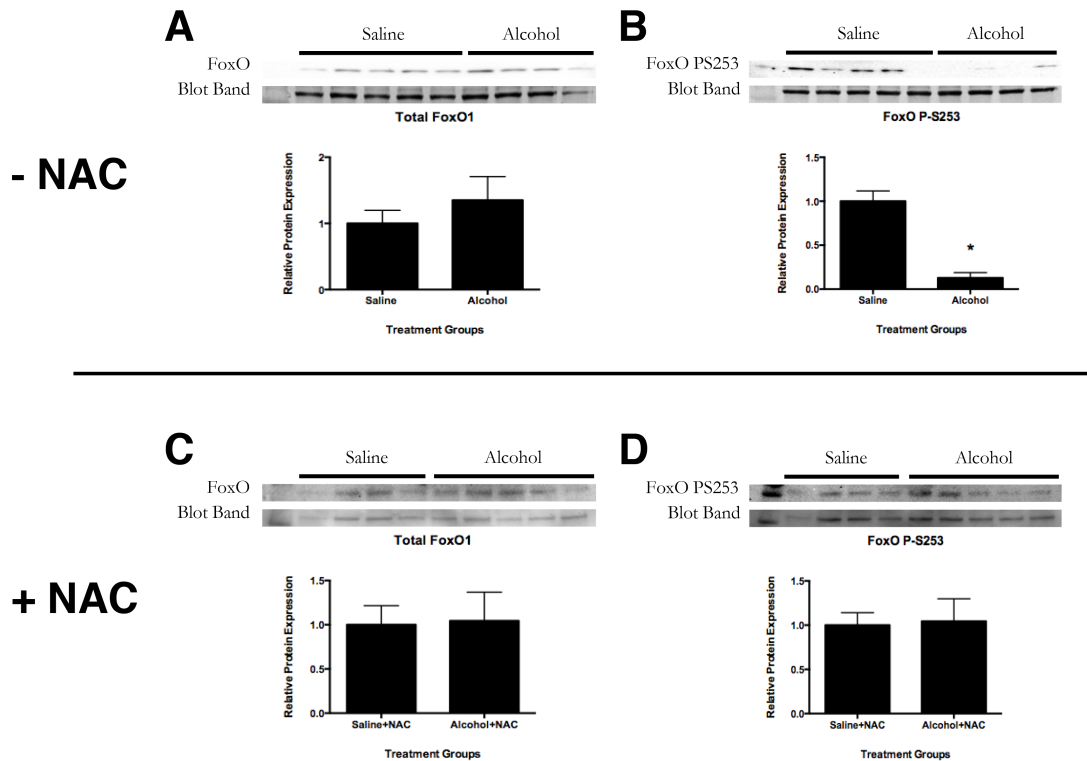 A
Saline Alcohol
FoxO
Blot Band
Total FoxO1
Relative Protein Expression
2
1
0
Saline Alcohol
Treatment Groups
B
Saline Alcohol
FoxO PS253
Blot Band
FoxO P-S253
Relative Protein Expression
1.5
1.0
0.5
0.0
*
Saline Alcohol
Treatment Groups
- NAC
C
Saline Alcohol
FoxO
Blot Band
Total FoxO1
Relative Protein Expression
1.5
1.0
0.5
0.0
Saline+NAC Alcohol+NAC
Treatment Groups
D
Saline Alcohol
FoxO PS253
Blot Band
FoxO P-S253
Relative Protein Expression
1.5
1.0
0.5
0.0
Saline+NAC Alcohol+NAC
Treatment Groups
+ NAC